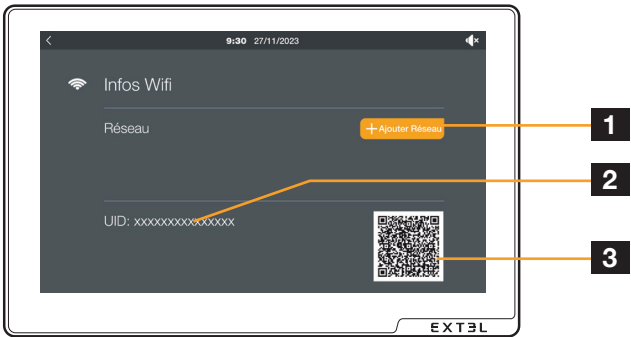 9:30 27/11/2023
Infos Wifi
Réseau
+Ajouter Réseau
1
2
UID: xxxxxxxxxxxxxxx
3
EXT3L